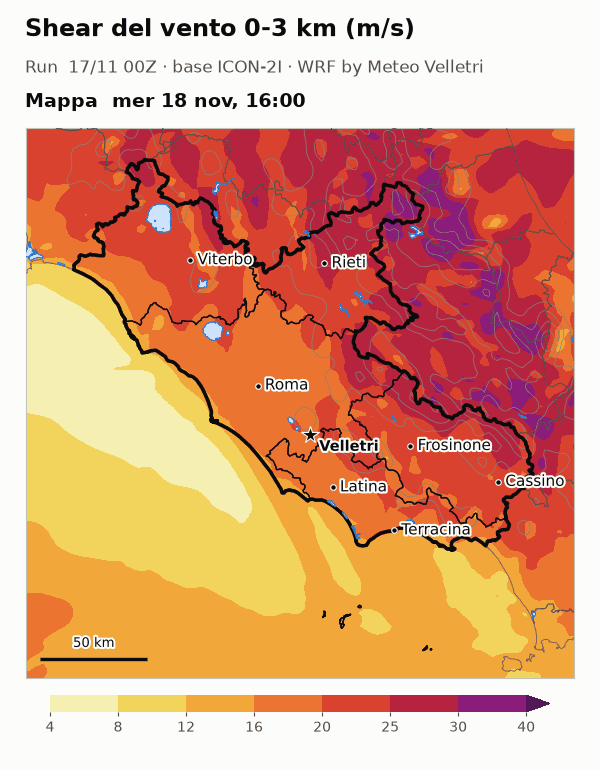 Shear del vento 0-3 km (m/s)
Run  17/11 00Z · base ICON-2I · WRF by Meteo Velletri
Mappa  mer 18 nov, 16:00
Viterbo
Rieti
Roma
Velletri
Frosinone
Cassino
Latina
Terracina
50 km
4 8 12 16 20 25 30 40